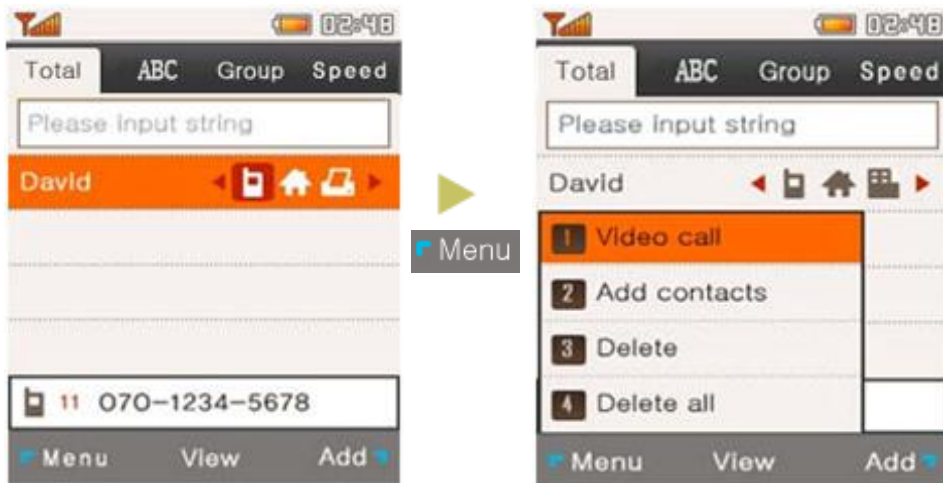 02:48
Total ABC Group Speed
Please input string
David
11 070-1234-5678
Menu View Add
Menu
02:48
Total ABC Group Speed
Please input string
David
1 Video call
2 Add contacts
3 Delete
4 Delete all
Menu View Add